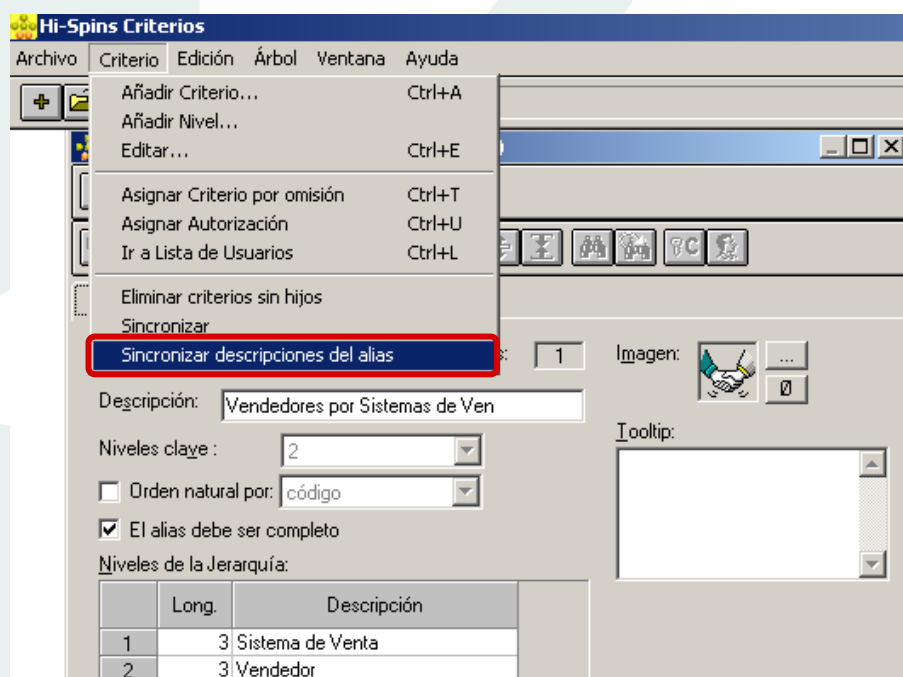 Hi-Spins Criterios
Archivo Criterio Edición Árbol Ventana Ayuda
Añadir Criterio... Ctrl+A
Añadir Nivel...
Editar... Ctrl+E
Asignar Criterio por omisión Ctrl+T
Asignar Autorización Ctrl+U
Ir a Lista de Usuarios Ctrl+L
?C
Eliminar criterios sin hijos
Sincronizar
Sincronizar descripciones del alias
1 Imagen: ...
Ø
Descripción: Vendedores por Sistemas de Ven
Tooltip:
Niveles clave : 2
Orden natural por: código
El alias debe ser completo
Niveles de la Jerarquía:
Long. Descripción
1 3 Sistema de Venta
2 3 Vendedor